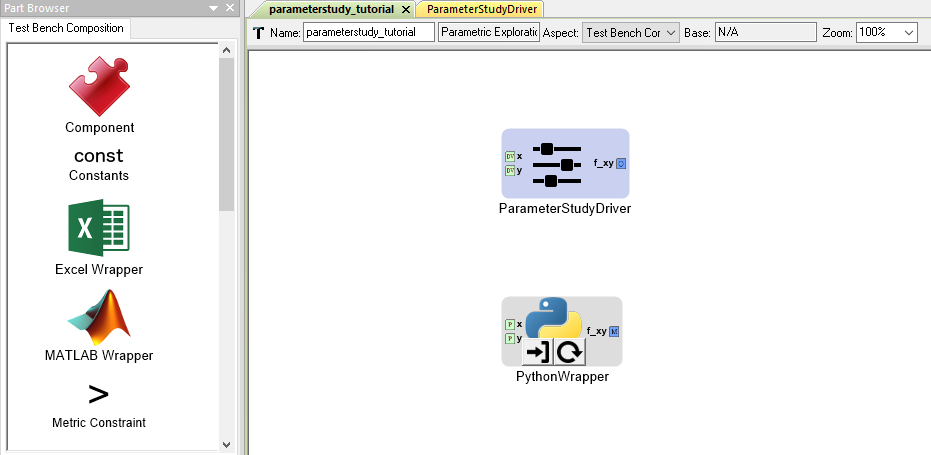 Part Browser
Test Bench Composition
Component
const
Constants
Excel Wrapper
MATLAB Wrapper
>
Metric Constraint
parameterstudy_tutorial
ParameterStudyDriver
T Name: parameterstudy_tutorial Parametric Exploratic Aspect: Test Bench Cor Base: N/A Zoom: 100%
DV x
DV y
f_xy O
ParameterStudyDriver
P x
P y
f_xy M
PythonWrapper